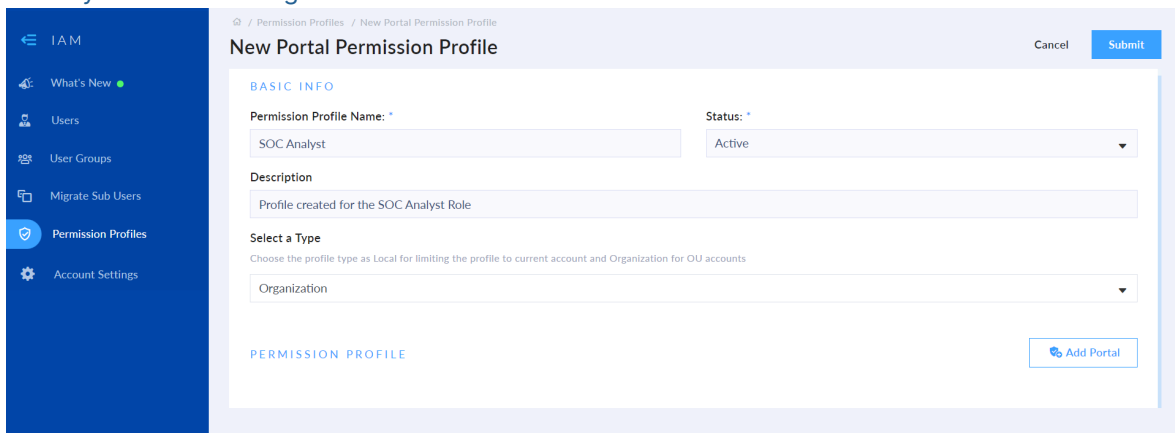 / Permission Profiles / New Portal Permission Profile
IAM
New Portal Permission Profile
Cancel
Submit
What's New
Users
User Groups
Migrate Sub Users
Permission Profiles
Account Settings
BASIC INFO
Permission Profile Name: *
Status: *
SOC Analyst
Active
Description
Profile created for the SOC Analyst Role
Select a Type
Choose the profile type as Local for limiting the profile to current account and Organization for OU accounts
Organization
PERMISSION PROFILE
Add Portal